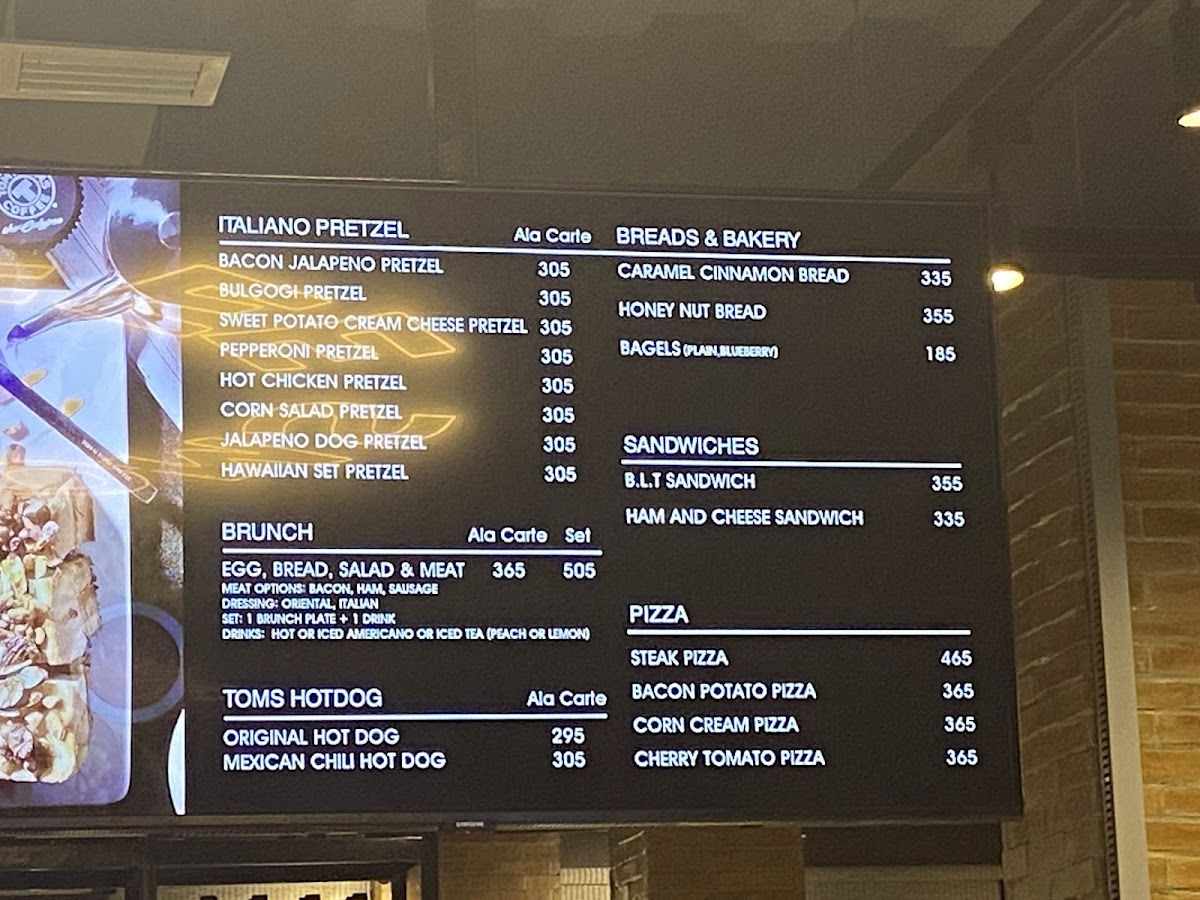 COFFEE
ITALIANO PRETZEL Ala Carte
BACON JALAPENO PRETZEL 305
BULGOGI PRETZEL 305
SWEET POTATO CREAM CHEESE PRETZEL 305
PEPPERONI PRETZEL 305
HOT CHICKEN PRETZEL 305
CORN SALAD PRETZEL 305
JALAPENO DOG PRETZEL 305
HAWAIIAN SET PRETZEL 305
BRUNCH Ala Carte Set
EGG, BREAD, SALAD & MEAT 365 505
MEAT OPTIONS: BACON, HAM, SAUSAGE
DRESSING: ORIENTAL, ITALIAN
SET: 1 BRUNCH PLATE + 1 DRINK
DRINKS: HOT OR ICED AMERICANO OR ICED TEA (PEACH OR LEMON)
TOMS HOTDOG Ala Carte
ORIGINAL HOT DOG 295
MEXICAN CHILI HOT DOG 305
BREADS & BAKERY
CARAMEL CINNAMON BREAD 335
HONEY NUT BREAD 355
BAGELS (PLAIN,BLUEBERRY) 185
SANDWICHES
B.L.T SANDWICH 355
HAM AND CHEESE SANDWICH 335
PIZZA
STEAK PIZZA 465
BACON POTATO PIZZA 365
CORN CREAM PIZZA 365
CHERRY TOMATO PIZZA 365